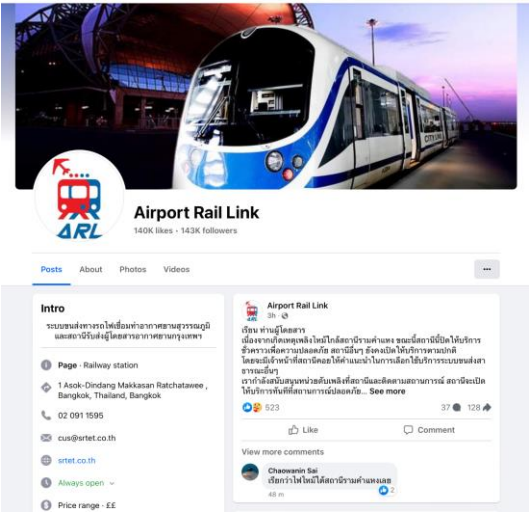 CITY LINE
ARL
Airport Rail Link
140K likes · 143K followers
Posts About Photos Videos
Intro
ระบบขนส่งทางรถไฟเชื่อมท่าอากาศยานสุวรรณภูมิ
และสถานีรับส่งผู้โดยสารอากาศยานกรุงเทพฯ
Page · Railway station
1 Asok-Dindang Makkasan Ratchatawee ,
Bangkok, Thailand, Bangkok
02 091 1595
cus@srtet.co.th
srtet.co.th
Always open
Price range · ££
Airport Rail Link
3h
เรียน ท่านผู้โดยสาร
เนื่องจากเกิดเหตุเพลิงไหม้ใกล้สถานีรามคำแหง ขณะนี้สถานีนี้ปิดให้บริการ
ชั่วคราวเพื่อความปลอดภัย สถานีอื่นๆ ยังคงเปิดให้บริการตามปกติ
โดยจะมีเจ้าหน้าที่สถานีคอยให้คำแนะนำในการเลือกใช้บริการระบบขนส่งสา
ธารณะอื่นๆ
เรากำลังสนับสนุนหน่วยดับเพลิงที่สถานีและติดตามสถานการณ์ สถานีจะเปิด
ให้บริการทันทีที่สถานการณ์ปลอดภัย... See more
523 37 128
Like Comment
View more comments
Chaowanin Sai
เรียกว่าไฟไหม้ใต้สถานีรามคำแหงเลย
46 m 2